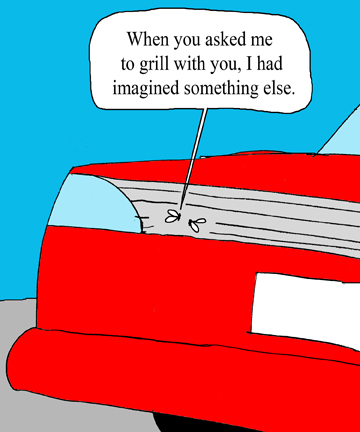 When you asked me
to grill with you, I had
imagined something else.